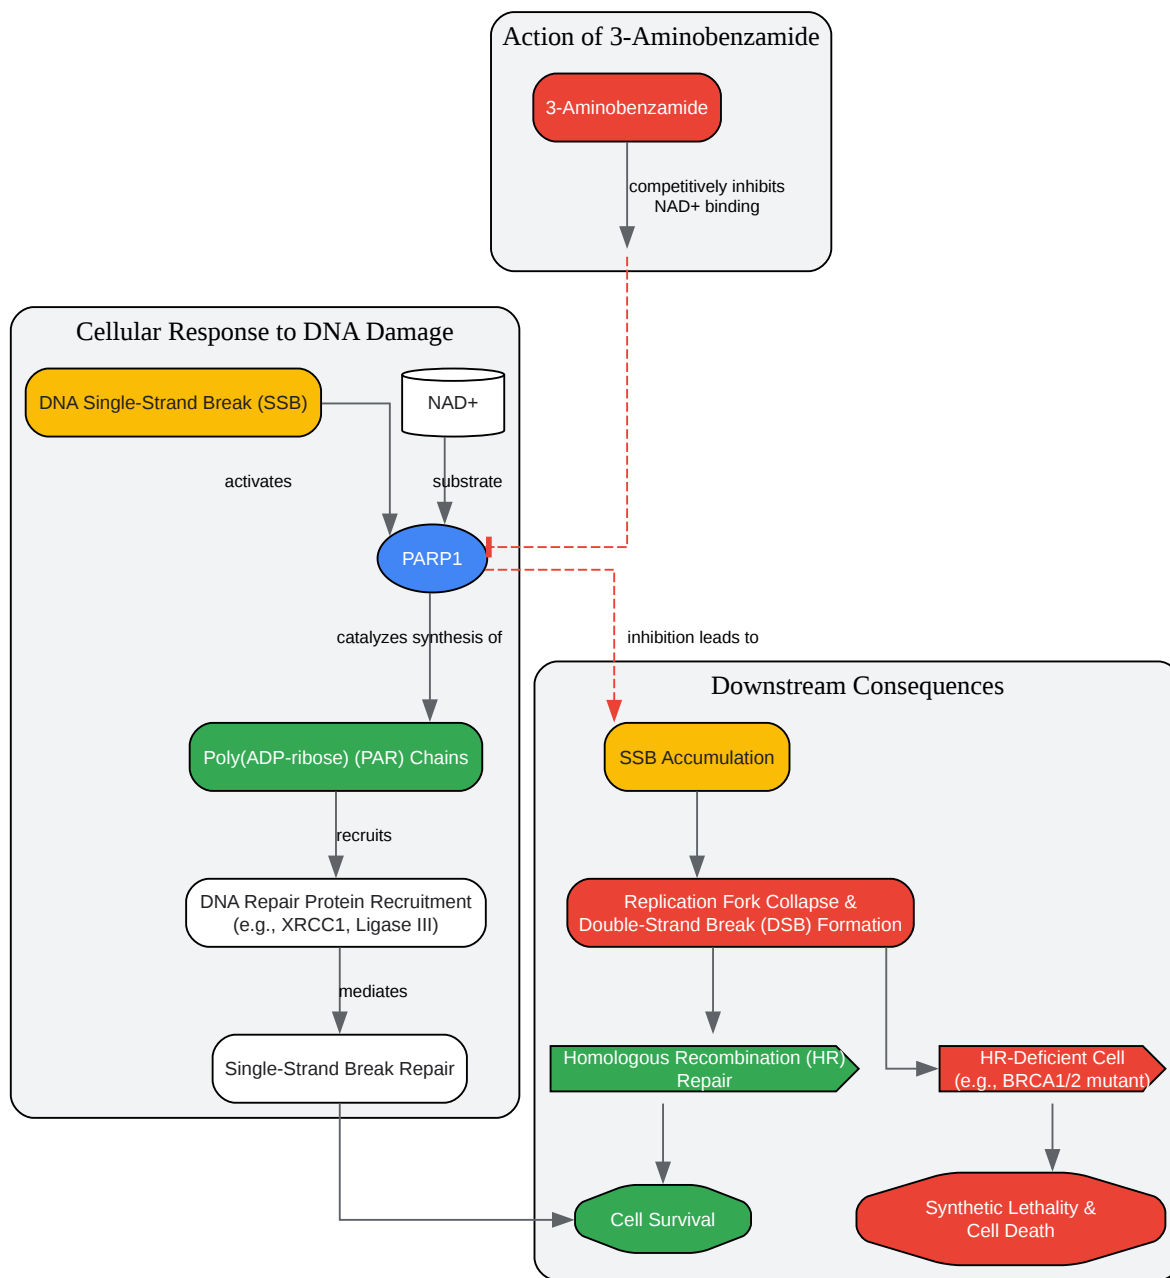 Action of 3-Aminobenzamide
3-Aminobenzamide
competitively inhibits
NAD+ binding
Cellular Response to DNA Damage
DNA Single-Strand Break (SSB)
NAD+
activates
substrate
PARP1
catalyzes synthesis of
inhibition leads to
Downstream Consequences
Poly(ADP-ribose) (PAR) Chains
SSB Accumulation
recruits
DNA Repair Protein Recruitment
(e.g., XRCC1, Ligase III)
Replication Fork Collapse &
Double-Strand Break (DSB) Formation
mediates
Single-Strand Break Repair
Homologous Recombination (HR)
Repair
HR-Deficient Cell
(e.g., BRCA1/2 mutant)
Cell Survival
Synthetic Lethality &
Cell Death